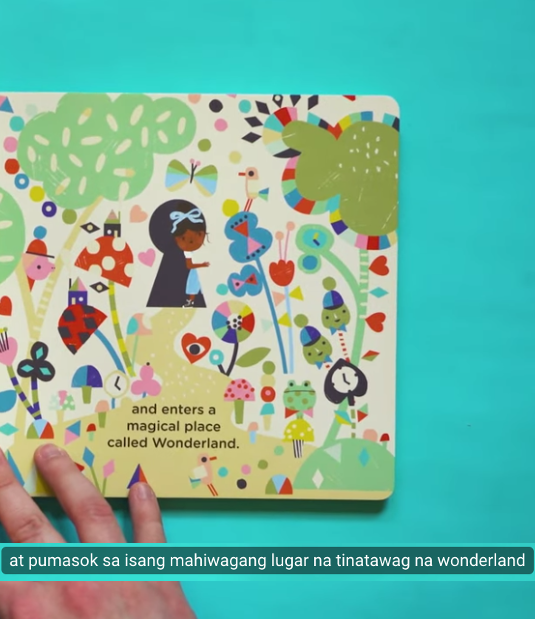 and enters a
magical place
called Wonderland.
at pumasok sa isang mahiwagang lugar na tinatawag na wonderland